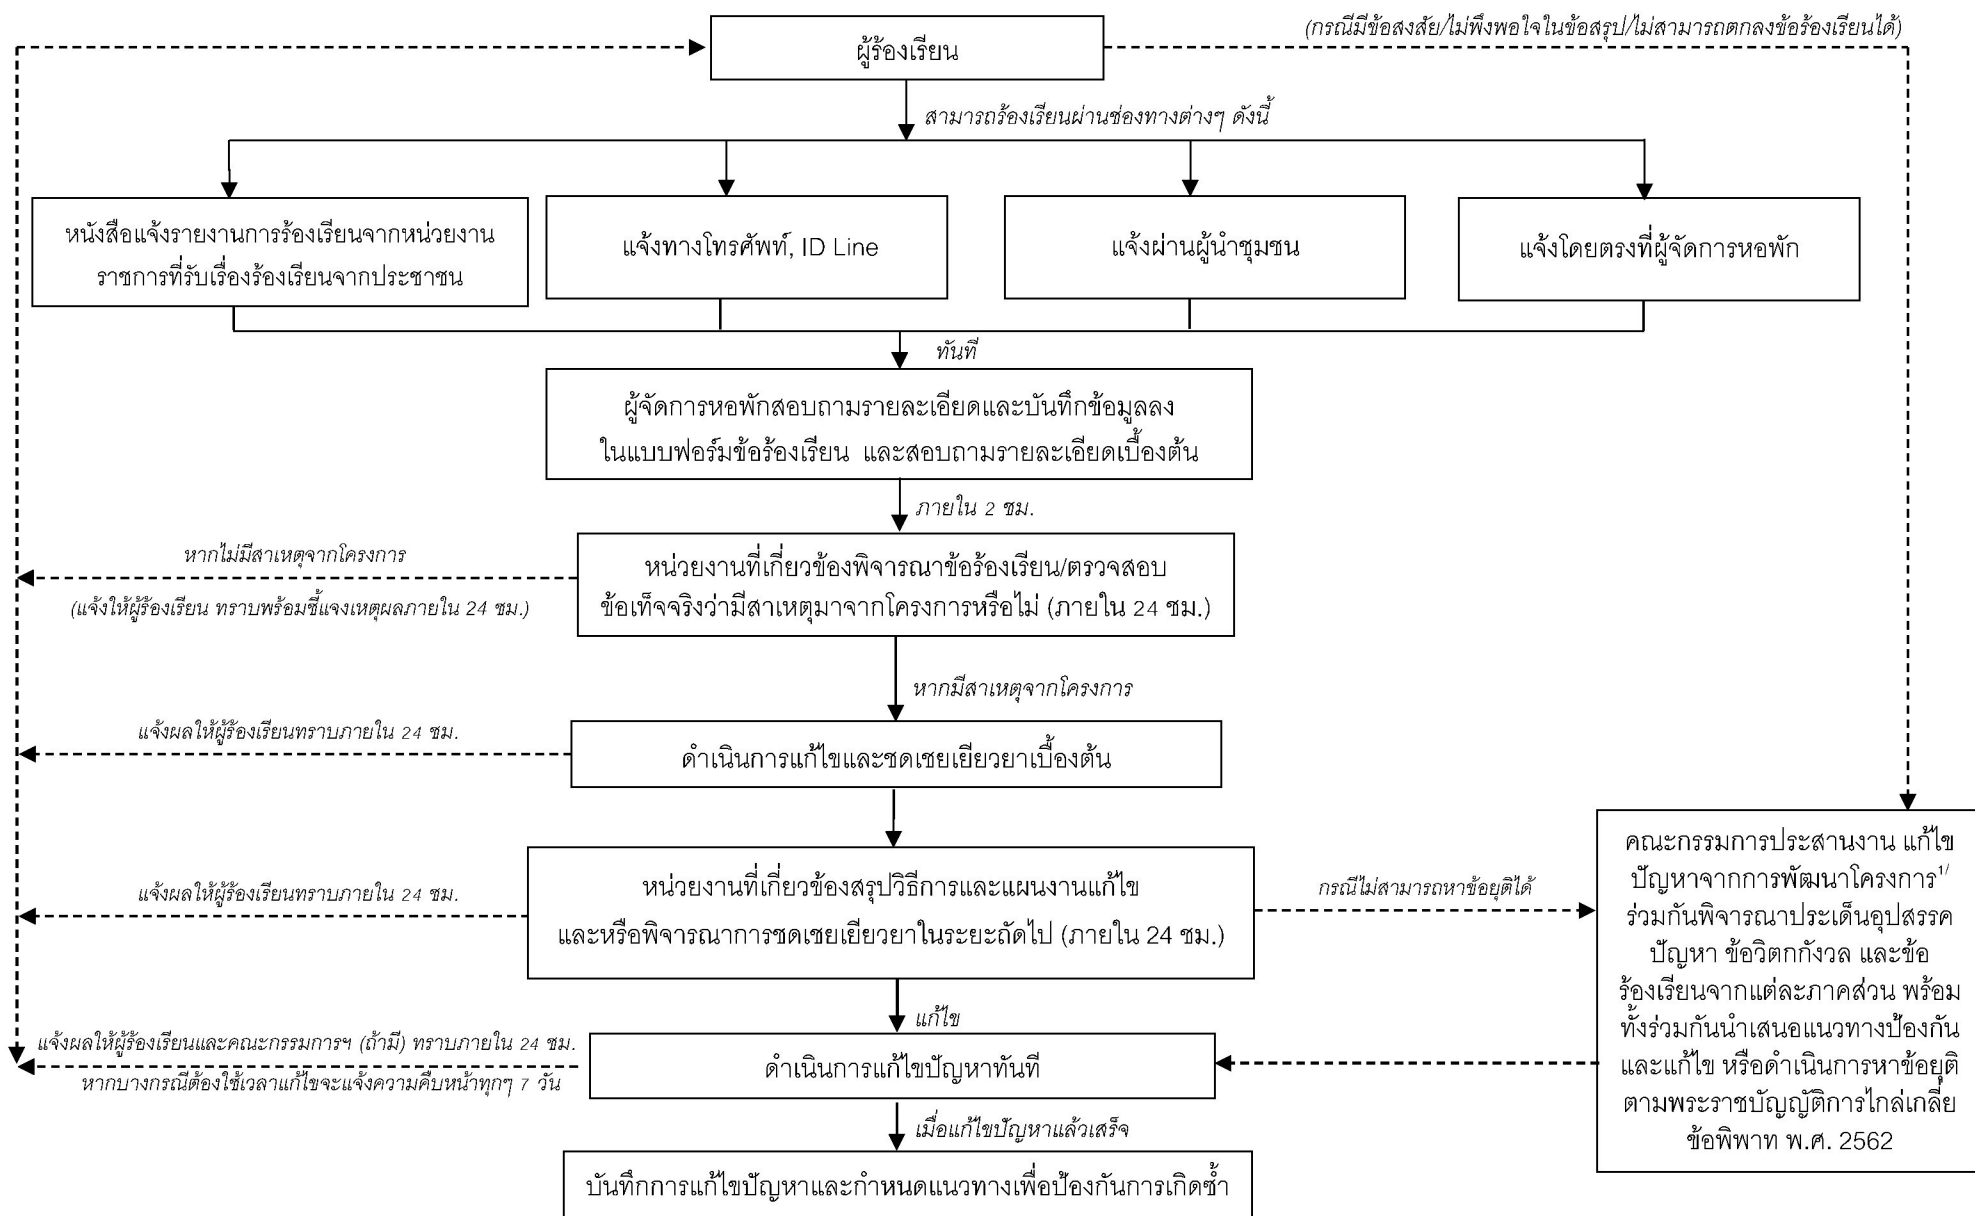 (กรณีมีข้อสงสัย/ไม่พึงพอใจในข้อสรุป/ไม่สามารถตกลงข้อร้องเรียนได้)
ผู้ร้องเรียน
สามารถร้องเรียนผ่านช่องทางต่างๆ ดังนี้
หนังสือแจ้งรายงานการร้องเรียนจากหน่วยงาน
ราชการที่รับเรื่องร้องเรียนจากประชาชน
แจ้งทางโทรศัพท์, ID Line
แจ้งผ่านผู้นำชุมชน
แจ้งโดยตรงที่ผู้จัดการหอพัก
ทันที
ผู้จัดการหอพักสอบถามรายละเอียดและบันทึกข้อมูลลง
ในแบบฟอร์มข้อร้องเรียน และสอบถามรายละเอียดเบื้องต้น
ภายใน 2 ชม.
หากไม่มีสาเหตุจากโครงการ
(แจ้งให้ผู้ร้องเรียน ทราบพร้อมชี้แจงเหตุผลภายใน 24 ชม.)
หน่วยงานที่เกี่ยวข้องพิจารณาข้อร้องเรียน/ตรวจสอบ
ข้อเท็จจริงว่ามีสาเหตุมาจากโครงการหรือไม่ (ภายใน 24 ชม.)
หากมีสาเหตุจากโครงการ
แจ้งผลให้ผู้ร้องเรียนทราบภายใน 24 ชม.
ดำเนินการแก้ไขและชดเชยเยียวยาเบื้องต้น
แจ้งผลให้ผู้ร้องเรียนทราบภายใน 24 ชม.
หน่วยงานที่เกี่ยวข้องสรุปวิธีการและแผนงานแก้ไข
และหรือพิจารณาการชดเชยเยียวยาในระยะถัดไป (ภายใน 24 ชม.)
กรณีไม่สามารถหาข้อยุติได้
คณะกรรมการประสานงาน แก้ไข
ปัญหาจากการพัฒนาโครงการ1/
ร่วมกันพิจารณาประเด็นอุปสรรค
ปัญหา ข้อวิตกกังวล และข้อ
ร้องเรียนจากแต่ละภาคส่วน พร้อม
ทั้งร่วมกันนำเสนอแนวทางป้องกัน
และแก้ไข หรือดำเนินการหาข้อยุติ
ตามพระราชบัญญัติการไกล่เกลี่ย
ข้อพิพาท พ.ศ. 2562
แก้ไข
แจ้งผลให้ผู้ร้องเรียนและคณะกรรมการฯ (ถ้ามี) ทราบภายใน 24 ชม.
หากบางกรณีต้องใช้เวลาแก้ไขจะแจ้งความคืบหน้าทุกๆ 7 วัน
ดำเนินการแก้ไขปัญหาทันที
เมื่อแก้ไขปัญหาแล้วเสร็จ
บันทึกการแก้ไขปัญหาและกำหนดแนวทางเพื่อป้องกันการเกิดซ้ำ